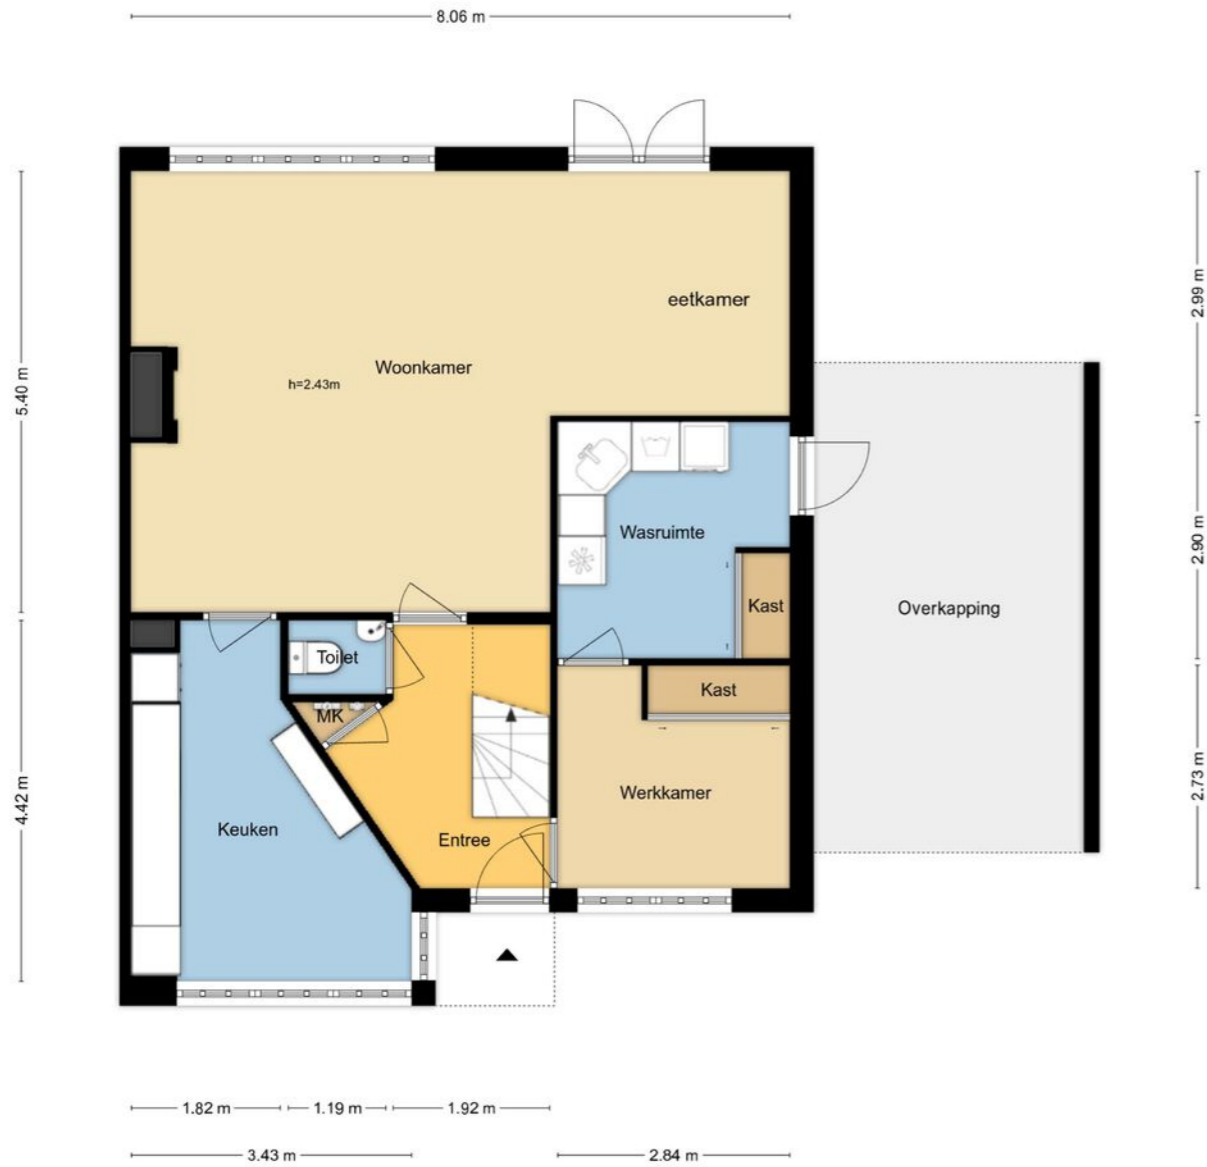 8.06 m
eetkamer
2.99 m
Woonkamer
h=2.43m
5.40 m
Wasruimte
2.90 m
Kast
Overkapping
Toilet
Kast
MK
Werkkamer
2.73 m
4.42 m
Keuken
Entree
1.82 m
1.19 m
1.92 m
3.43 m
2.84 m